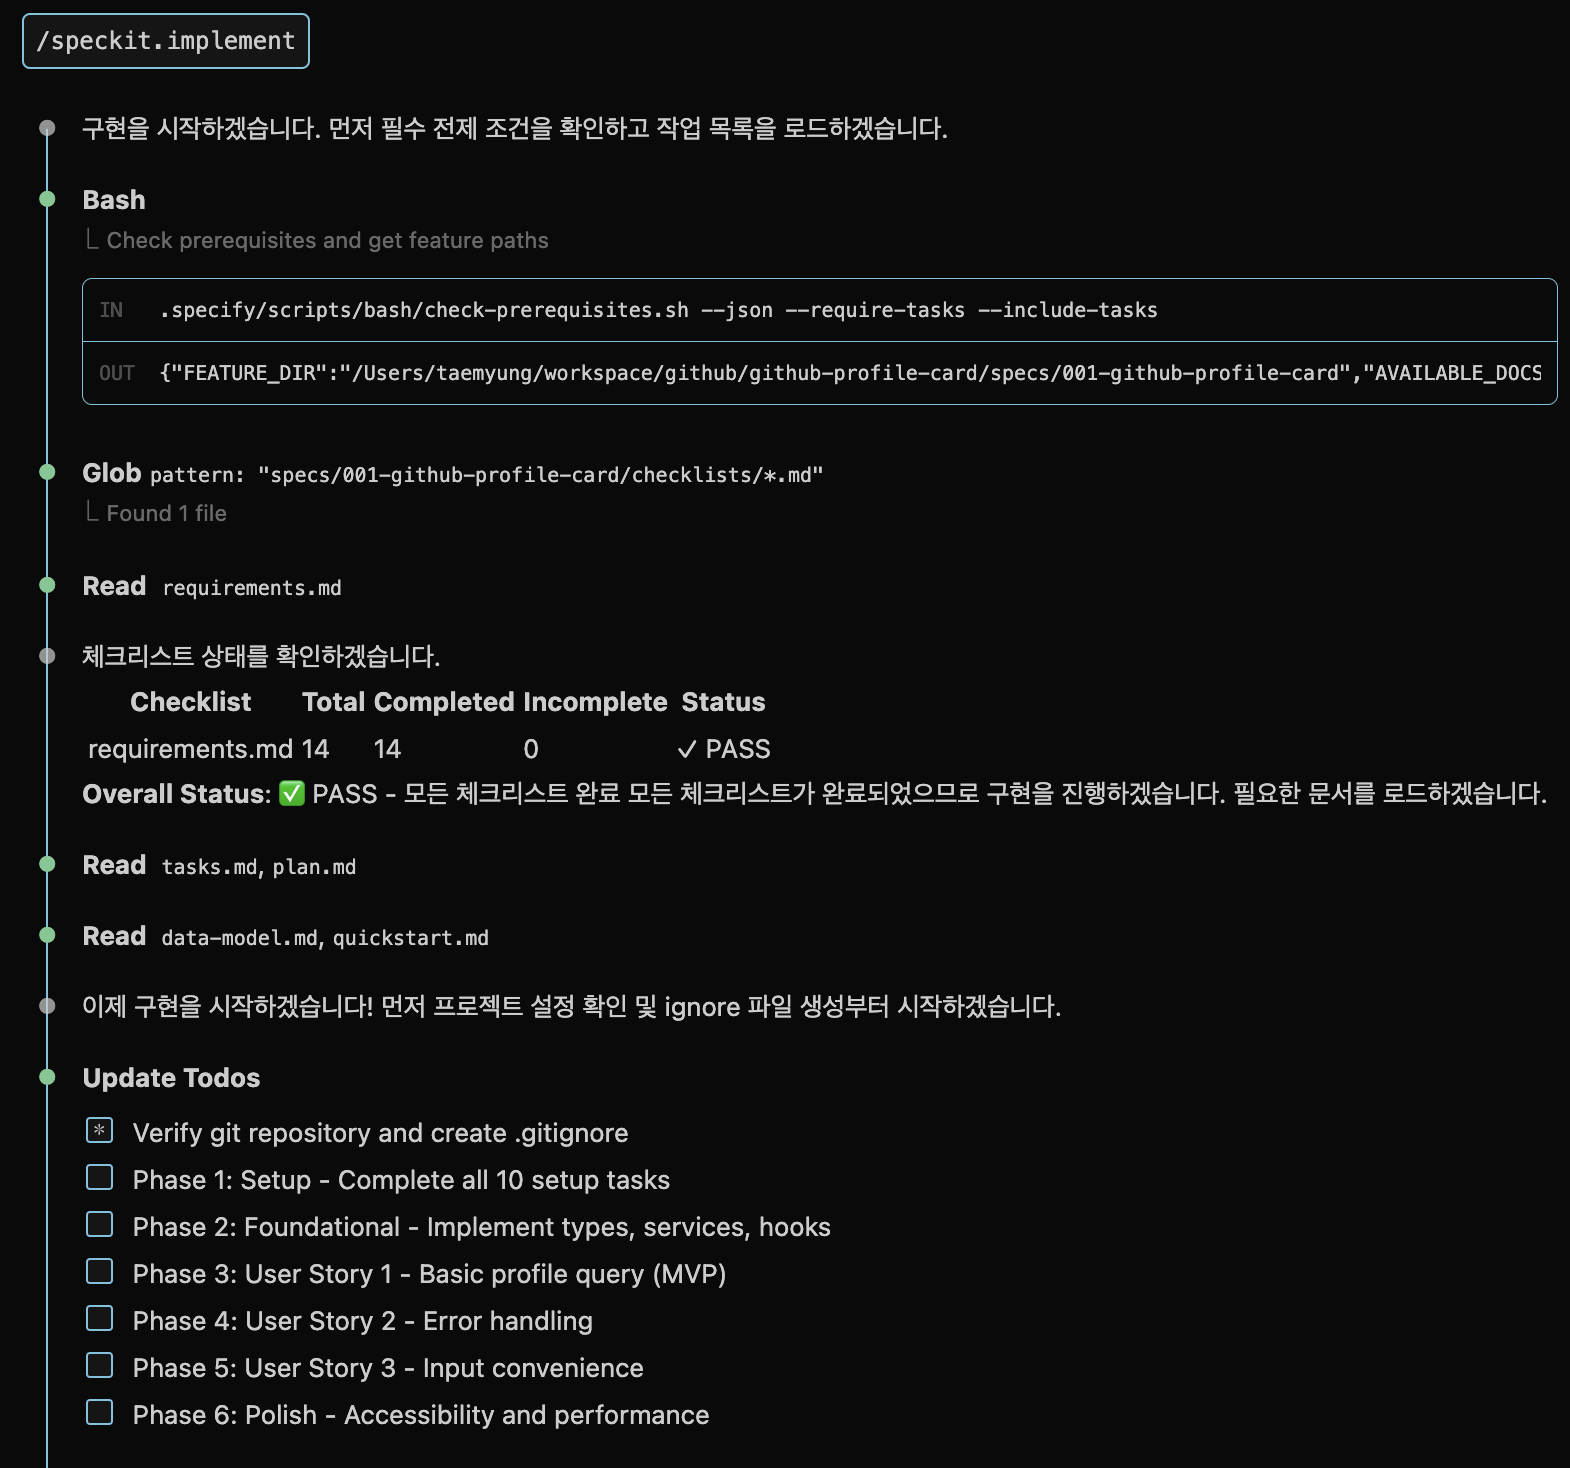 /speckit.implement
구현을 시작하겠습니다. 먼저 필수 전제 조건을 확인하고 작업 목록을 로드하겠습니다.
Bash
Check prerequisites and get feature paths
IN .specify/scripts/bash/check-prerequisites.sh --json --require-tasks --include-tasks
OUT {"FEATURE_DIR":"/Users/taemyung/workspace/github/github-profile-card/specs/001-github-profile-card","AVAILABLE_DOCS
Glob pattern: "specs/001-github-profile-card/checklists/*.md"
Found 1 file
Read requirements.md
체크리스트 상태를 확인하겠습니다.
Checklist Total Completed Incomplete Status
requirements.md 14 14 0 ✓ PASS
Overall Status: ✅ PASS - 모든 체크리스트 완료 모든 체크리스트가 완료되었으므로 구현을 진행하겠습니다. 필요한 문서를 로드하겠습니다.
Read tasks.md, plan.md
Read data-model.md, quickstart.md
이제 구현을 시작하겠습니다! 먼저 프로젝트 설정 확인 및 ignore 파일 생성부터 시작하겠습니다.
Update Todos
* Verify git repository and create .gitignore
Phase 1: Setup - Complete all 10 setup tasks
Phase 2: Foundational - Implement types, services, hooks
Phase 3: User Story 1 - Basic profile query (MVP)
Phase 4: User Story 2 - Error handling
Phase 5: User Story 3 - Input convenience
Phase 6: Polish - Accessibility and performance